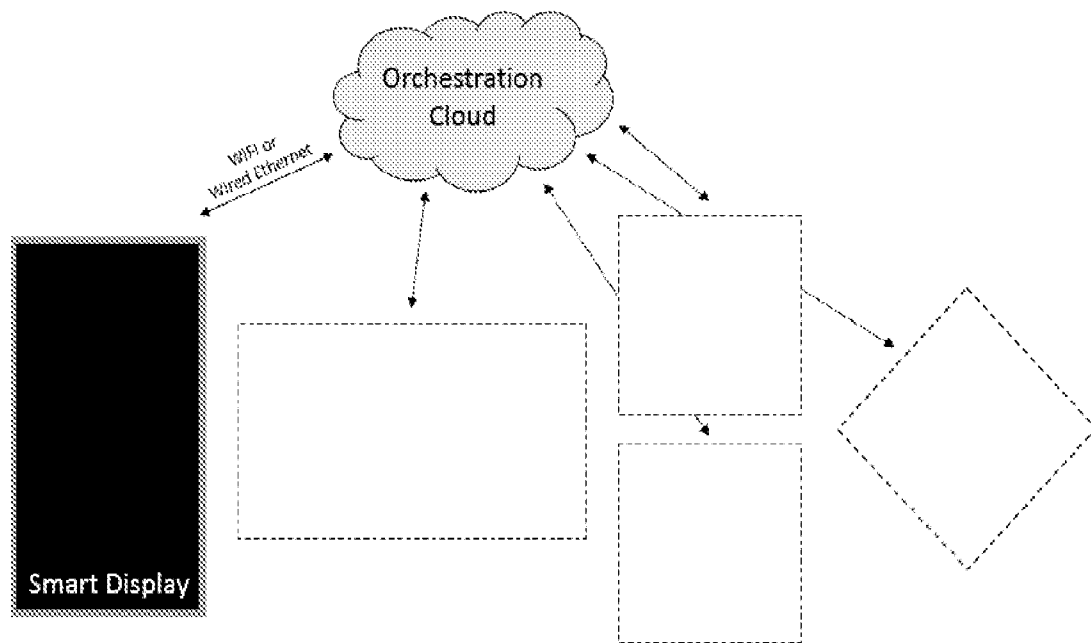 Orchestration
Cloud
WiFi or
Wired Ethernet
Smart Display